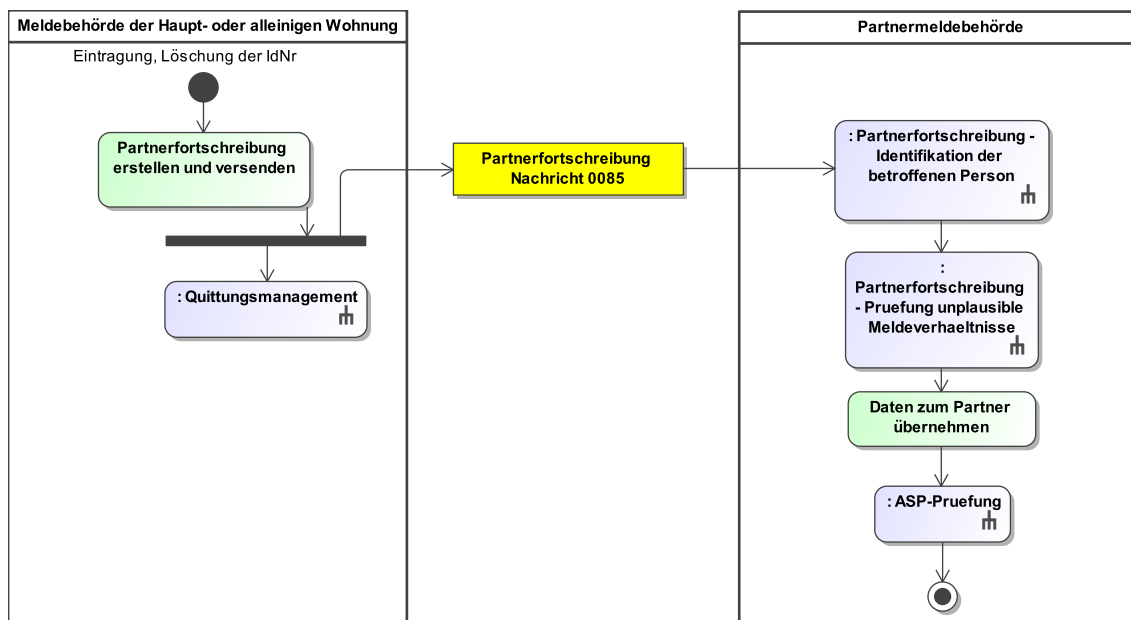 Meldebehörde der Haupt- oder alleinigen Wohnung
Eintragung, Löschung der IdNr
Partnerfortschreibung
erstellen und versenden
: Quittungsmanagement
Partnerfortschreibung
Nachricht 0085
Partnermeldebehörde
: Partnerfortschreibung -
Identifikation der
betroffenen Person
:
Partnerfortschreibung
- Pruefung unplausible
Meldeverhaeltnisse
Daten zum Partner
übernehmen
: ASP-Pruefung